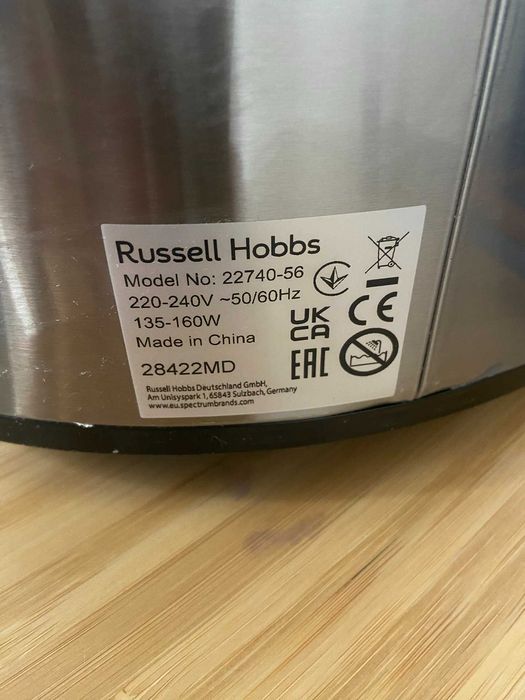 Russell Hobbs
Model No: 22740-56
220-240V ~50/60Hz
135-160W
Made in China
28422MD
UK
CA
CE
EAC
Russell Hobbs Deutschland GmbH,
Am Unisyspark 1, 65843 Sulzbach, Germany
www.eu.spectrumbrands.com